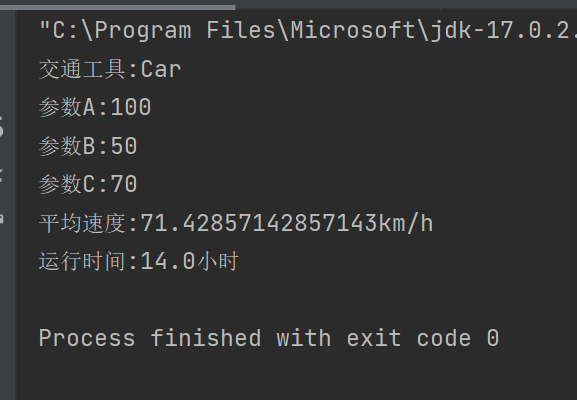 "C:\Program Files\Microsoft\jdk-17.0.2.
交通工具:Car
参数A:100
参数B:50
参数C:70
平均速度:71.42857142857143km/h
运行时间:14.0小时
Process finished with exit code 0